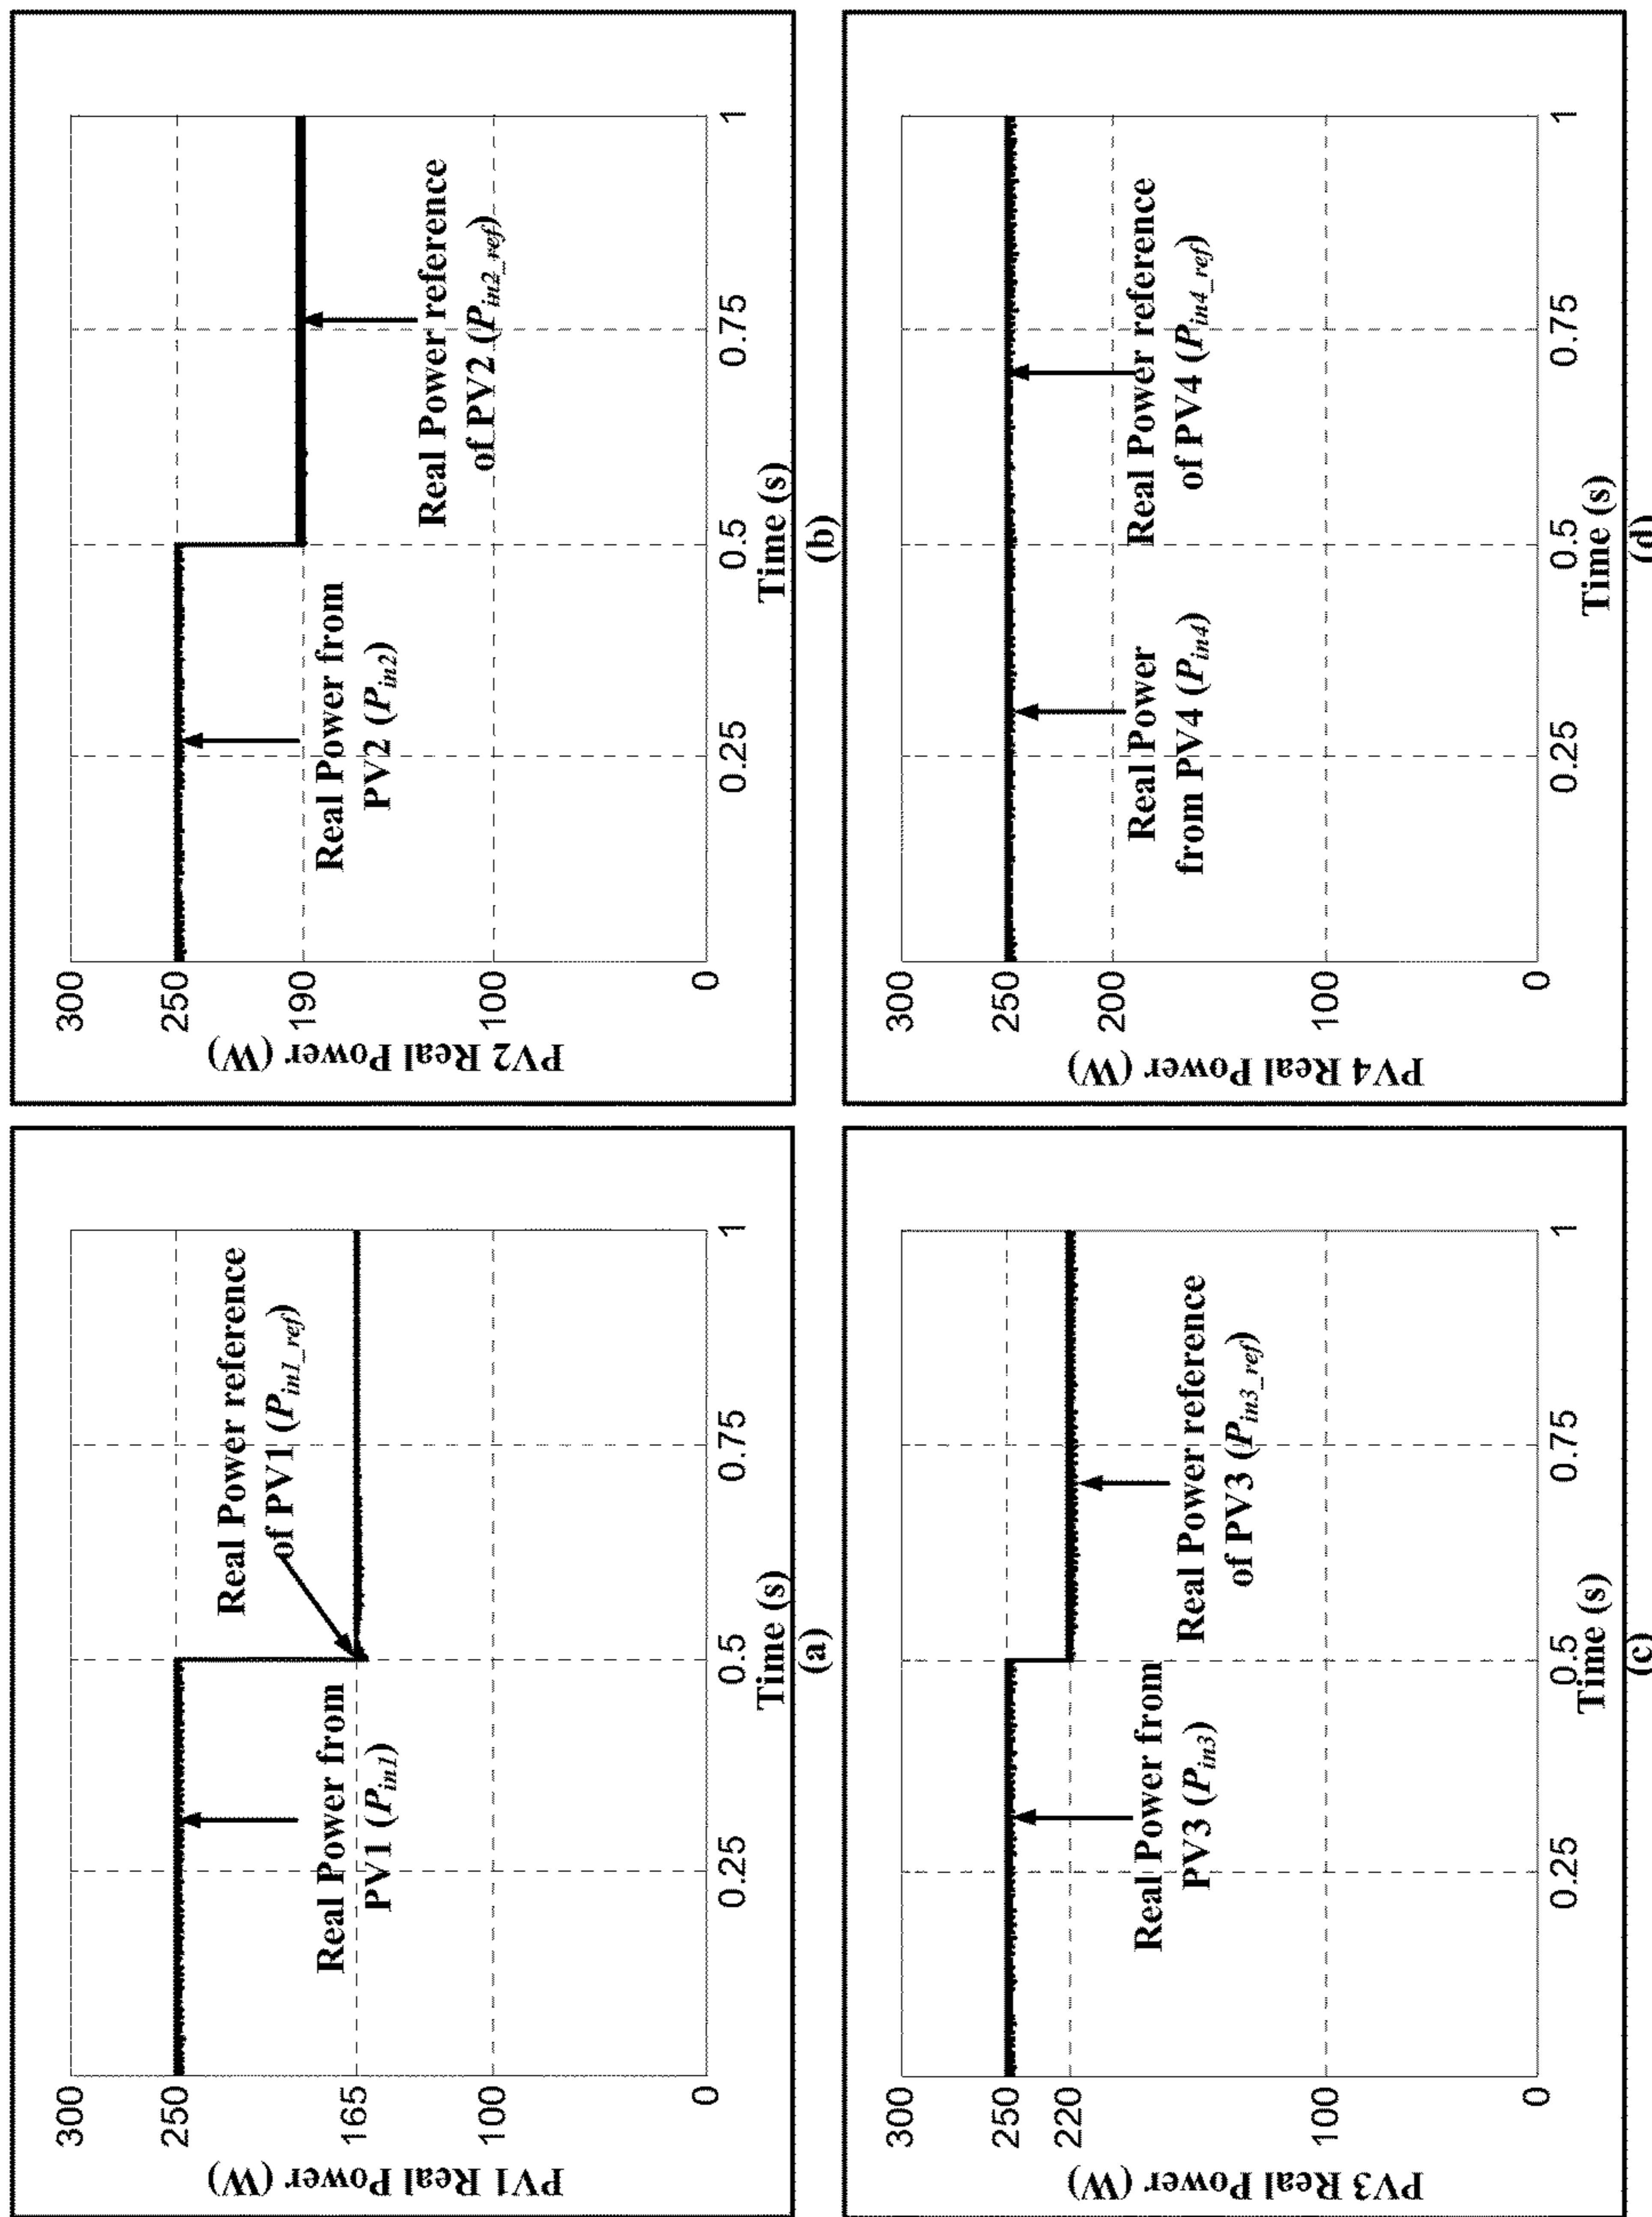 PV1 Real Power (W)
300
250
165
100
0
Real Power from
PV1 (Pin1)
Real Power reference
of PV1 (Pin1_ref)
0.25
0.5
0.75
1
Time (s)
(a)
PV2 Real Power (W)
300
250
190
100
0
Real Power from
PV2 (Pin2)
Real Power reference
of PV2 (Pin2_ref)
0.25
0.5
0.75
1
Time (s)
(b)
PV3 Real Power (W)
300
250
220
100
0
Real Power from
PV3 (Pin3)
Real Power reference
of PV3 (Pin3_ref)
0.25
0.5
0.75
1
Time (s)
(c)
PV4 Real Power (W)
300
250
200
100
0
Real Power
from PV4 (Pin4)
Real Power reference
of PV4 (Pin4_ref)
0.25
0.5
0.75
1
Time (s)
(d)